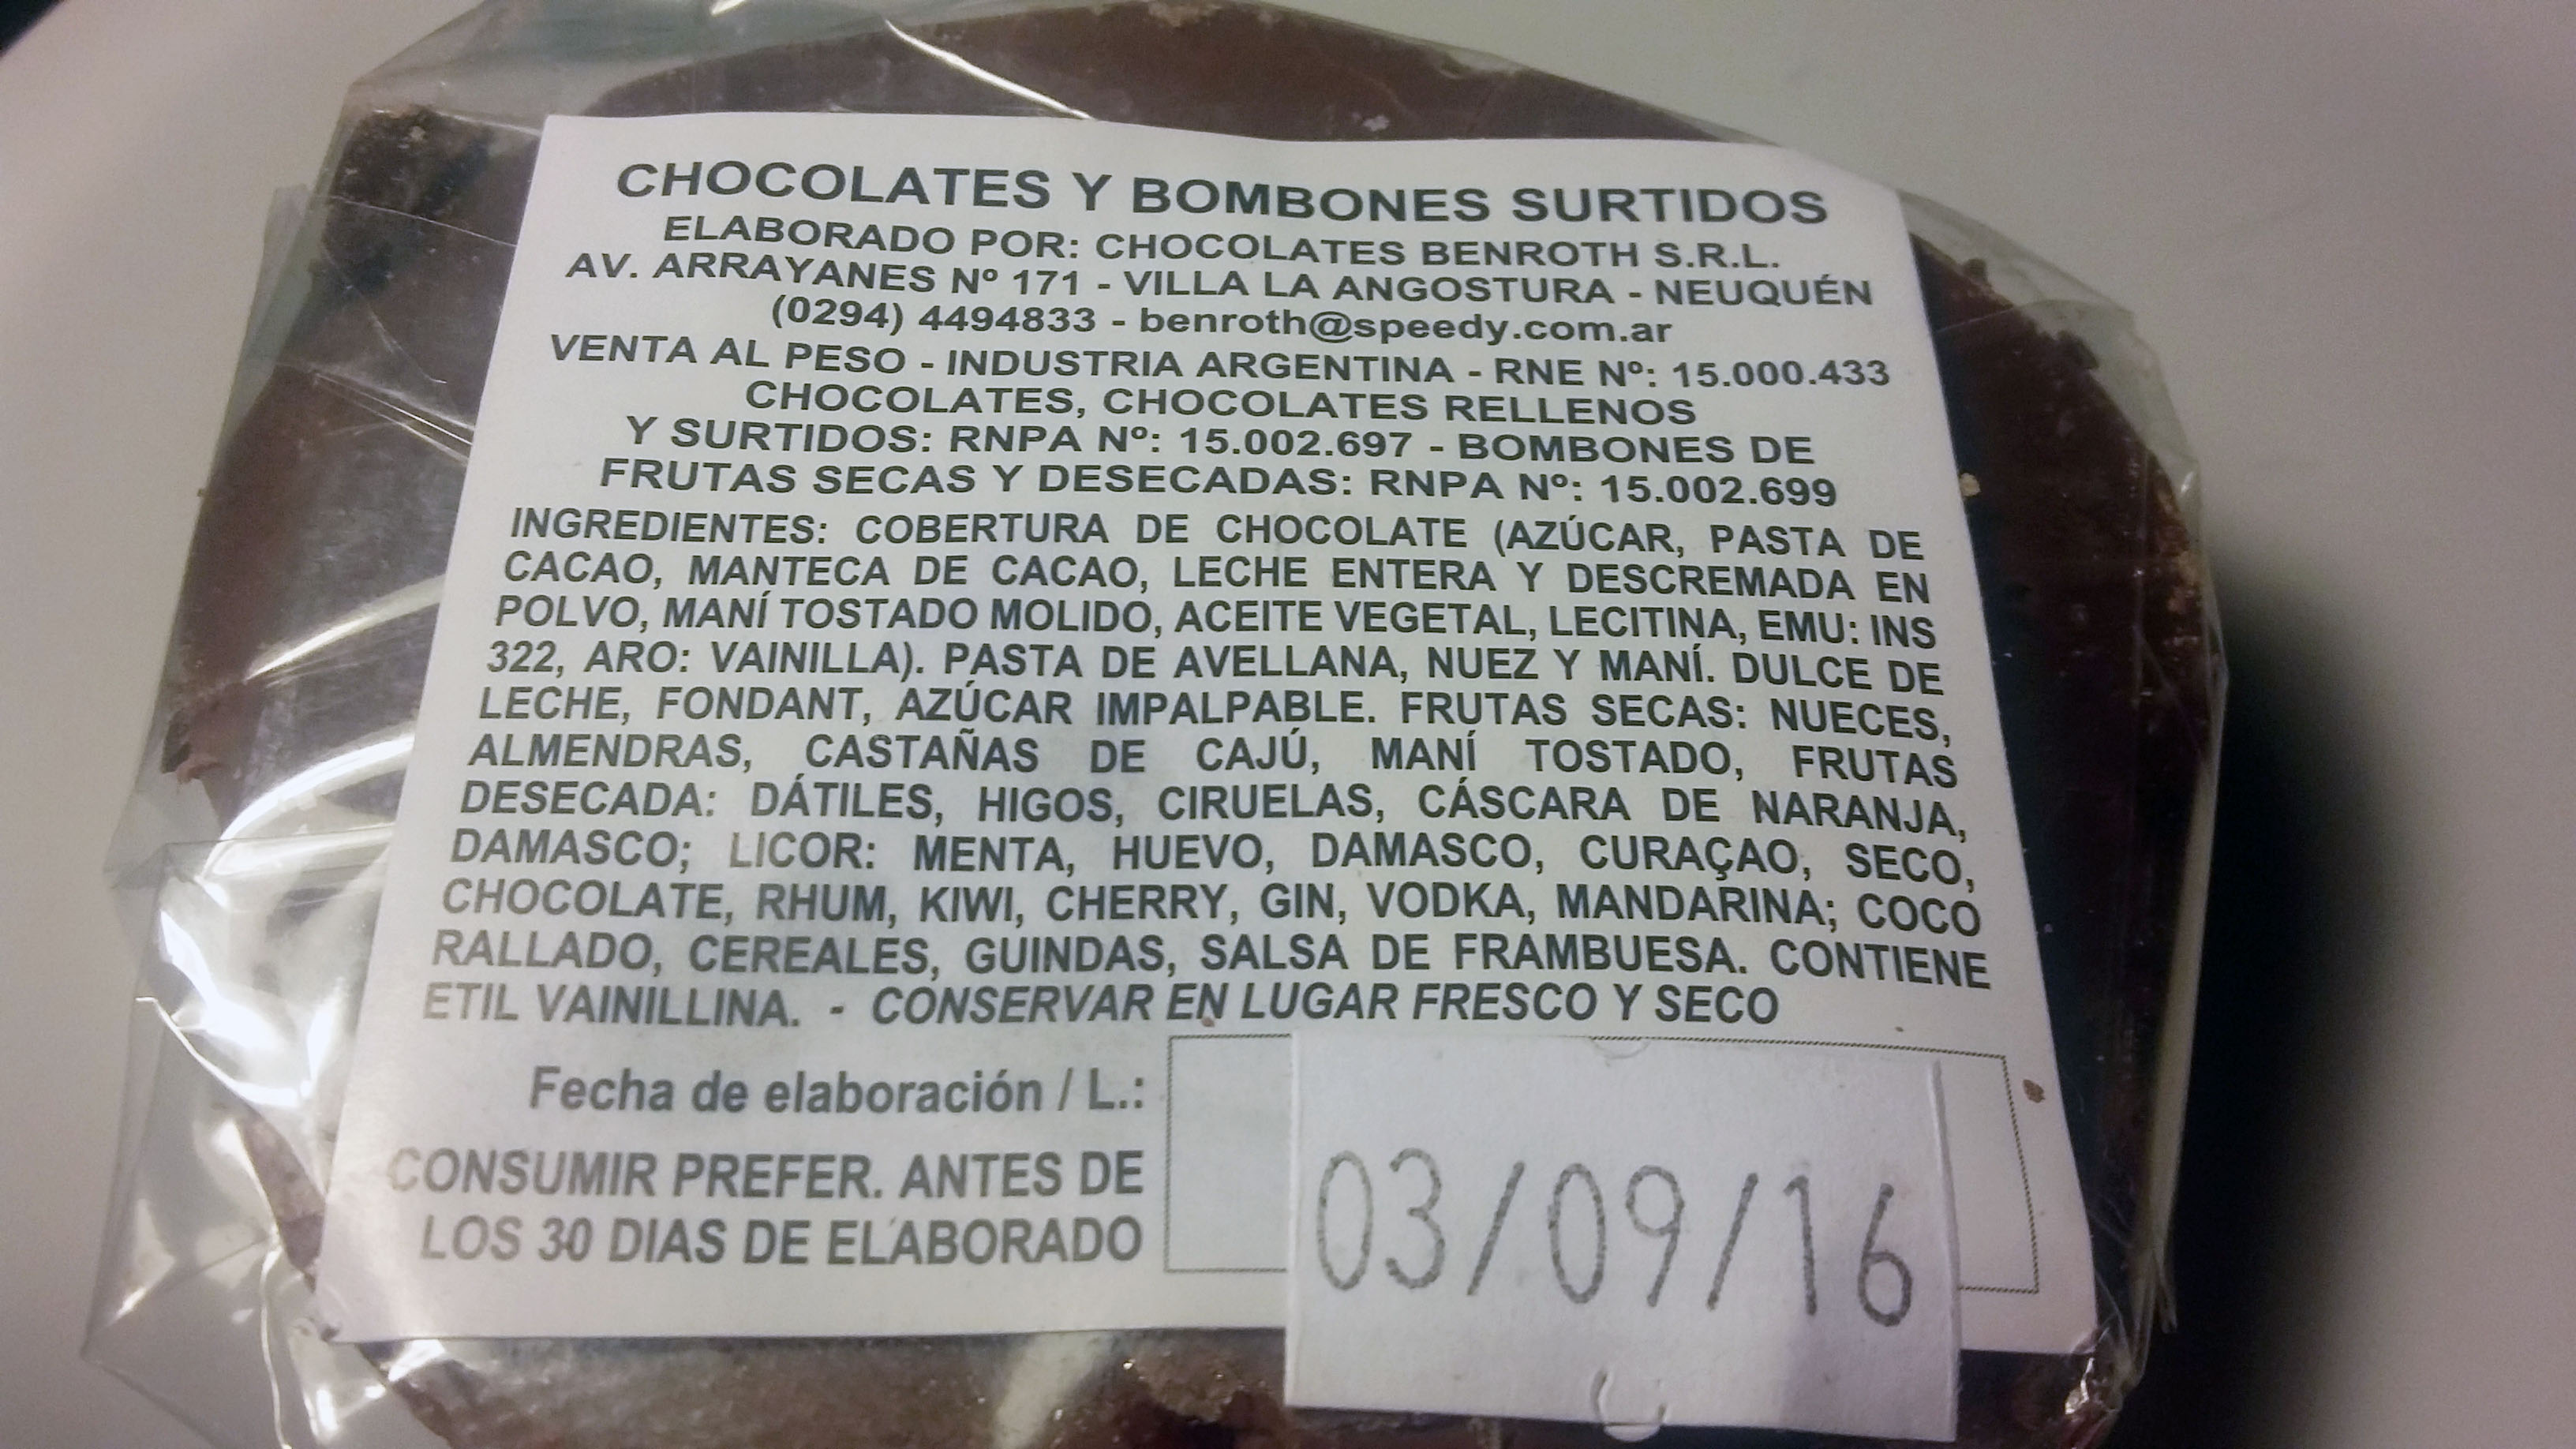 CHOCOLATES Y BOMBONES SURTIDOS
ELABORADO POR: CHOCOLATES BENROTH S.R.L.
AV. ARRAYANES Nº 171 - VILLA LA ANGOSTURA - NEUQUÉN
(0294) 4494833 - benroth@speedy.com.ar
VENTA AL PESO - INDUSTRIA ARGENTINA - RNE Nº: 15.000.433
CHOCOLATES, CHOCOLATES RELLENOS
Y SURTIDOS: RNPA Nº: 15.002.697 - BOMBONES DE
FRUTAS SECAS Y DESECADAS: RNPA Nº: 15.002.699
INGREDIENTES: COBERTURA DE CHOCOLATE (AZÚCAR, PASTA DE
CACAO, MANTECA DE CACAO, LECHE ENTERA Y DESCREMADA EN
POLVO, MANÍ TOSTADO MOLIDO, ACEITE VEGETAL, LECITINA, EMU: INS
322, ARO: VAINILLA). PASTA DE AVELLANA, NUEZ Y MANÍ. DULCE DE
LECHE, FONDANT, AZÚCAR IMPALPABLE. FRUTAS SECAS: NUECES,
ALMENDRAS, CASTAÑAS DE CAJÚ, MANÍ TOSTADO, FRUTAS
DESECADA: DÁTILES, HIGOS, CIRUELAS, CÁSCARA DE NARANJA,
DAMASCO; LICOR: MENTA, HUEVO, DAMASCO, CURAÇAO, SECO,
CHOCOLATE, RHUM, KIWI, CHERRY, GIN, VODKA, MANDARINA; COCO
RALLADO, CEREALES, GUINDAS, SALSA DE FRAMBUESA. CONTIENE
ETIL VAINILLINA. - CONSERVAR EN LUGAR FRESCO Y SECO
Fecha de elaboración / L.:
CONSUMIR PREFER. ANTES DE
LOS 30 DIAS DE ELABORADO
03/09/16